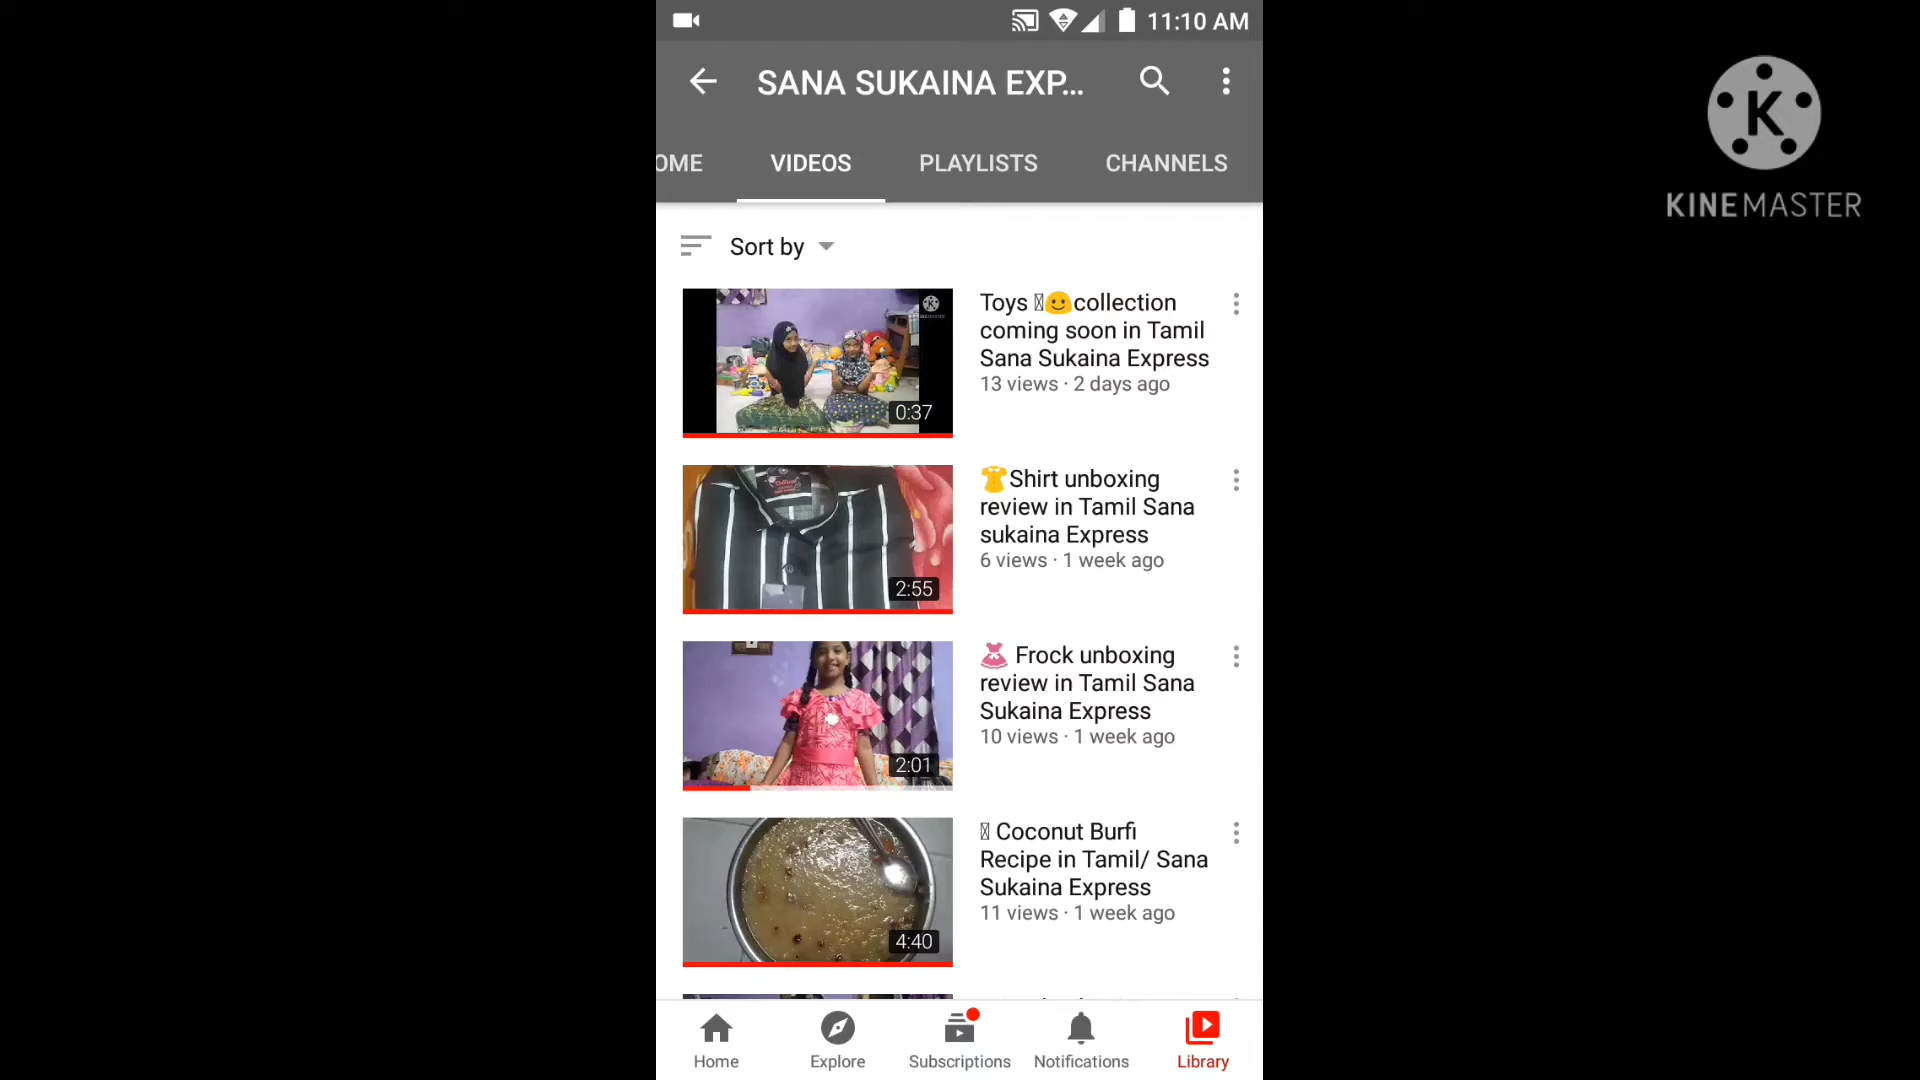 11:10 AM
SANA SUKAINA EXP...
OME VIDEOS PLAYLISTS CHANNELS
K
KINEMASTER
Sort by
Toys 🙂collection
coming soon in Tamil
Sana Sukaina Express
13 views · 2 days ago
0:37
👚Shirt unboxing
review in Tamil Sana
sukaina Express
6 views · 1 week ago
2:55
👗 Frock unboxing
review in Tamil Sana
Sukaina Express
10 views · 1 week ago
2:01
Coconut Burfi
Recipe in Tamil/ Sana
Sukaina Express
11 views · 1 week ago
4:40
Home Explore Subscriptions Notifications Library